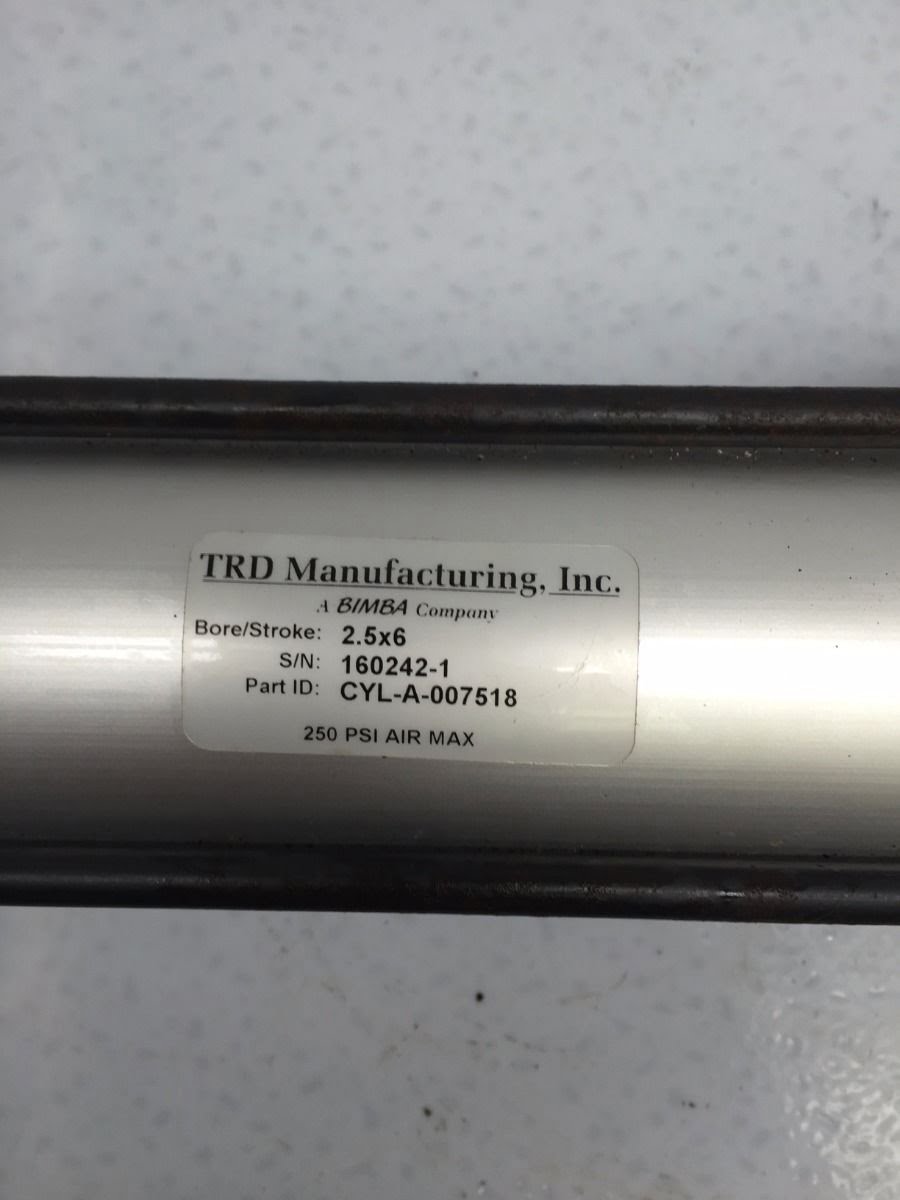 TRD Manufacturing, Inc.
A BIMBA Company
Bore/Stroke: 2.5x6
S/N: 160242-1
Part ID: CYL-A-007518
250 PSI AIR MAX